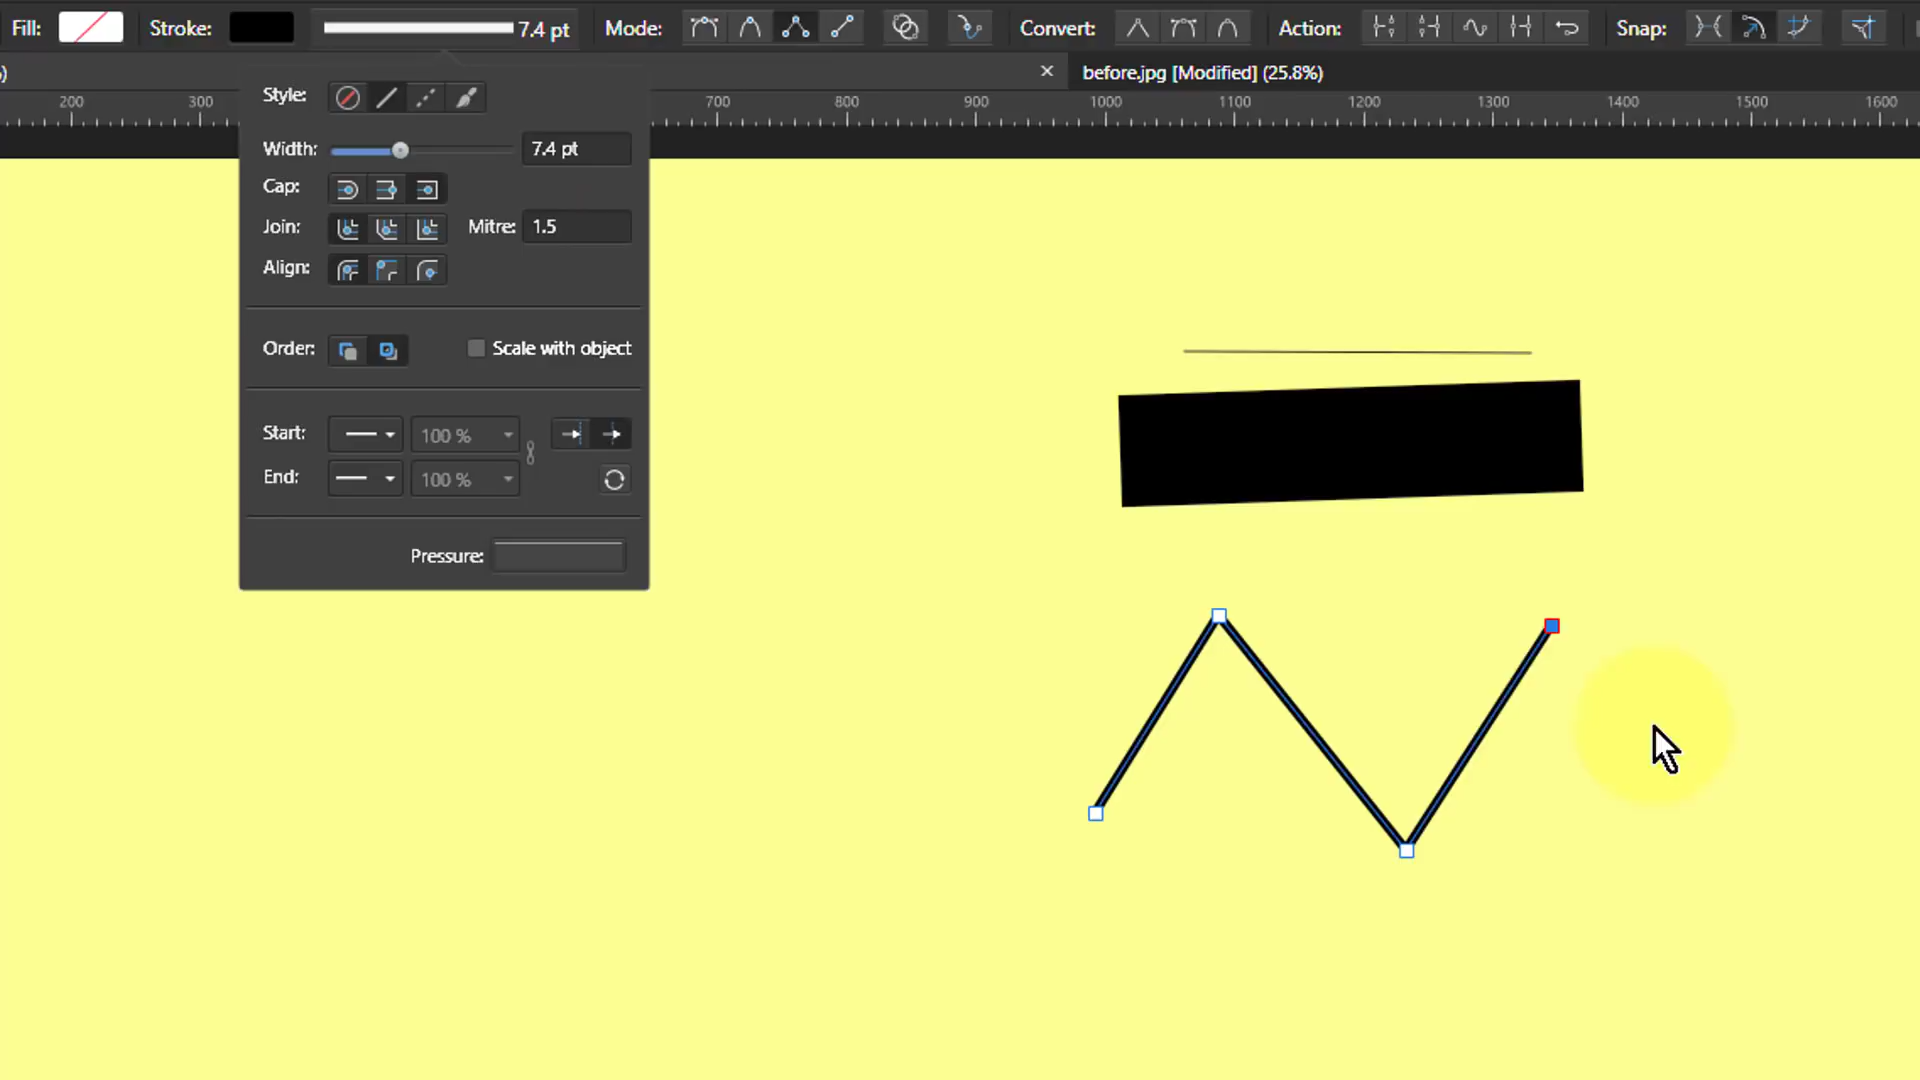 Fill:
Stroke:
7.4 pt
Mode:
Convert:
Action:
Snap:
)
before.jpg [Modified] (25.8%)
200
300
700
800
900
1000
1100
1200
1300
1400
1500
1600
Style:
Width:
7.4 pt
Cap:
Join:
Mitre:
1.5
Align:
Order:
Scale with object
Start:
100 %
End:
100 %
Pressure: